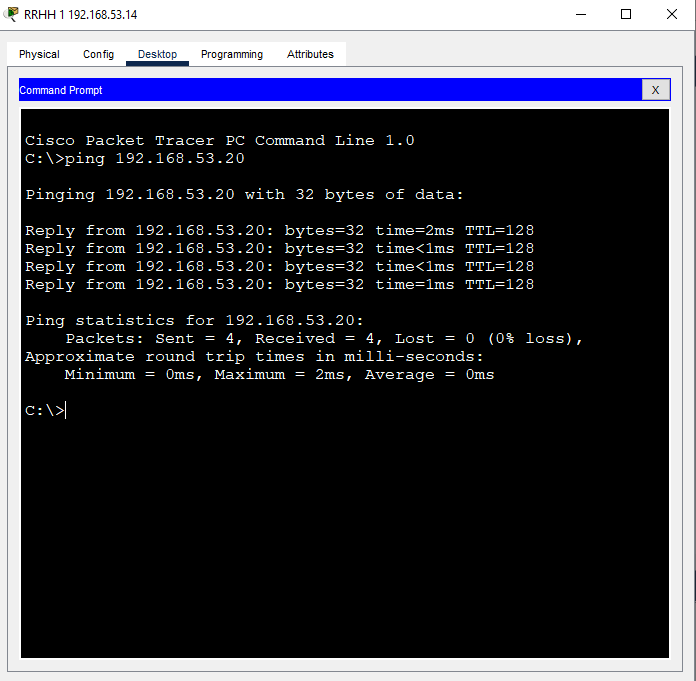 RRHH 1 192.168.53.14
Physical Config Desktop Programming Attributes
Command Prompt X
Cisco Packet Tracer PC Command Line 1.0
C:\>ping 192.168.53.20
Pinging 192.168.53.20 with 32 bytes of data:
Reply from 192.168.53.20: bytes=32 time=2ms TTL=128
Reply from 192.168.53.20: bytes=32 time<1ms TTL=128
Reply from 192.168.53.20: bytes=32 time<1ms TTL=128
Reply from 192.168.53.20: bytes=32 time=1ms TTL=128
Ping statistics for 192.168.53.20:
Packets: Sent = 4, Received = 4, Lost = 0 (0% loss),
Approximate round trip times in milli-seconds:
Minimum = 0ms, Maximum = 2ms, Average = 0ms
C:\>